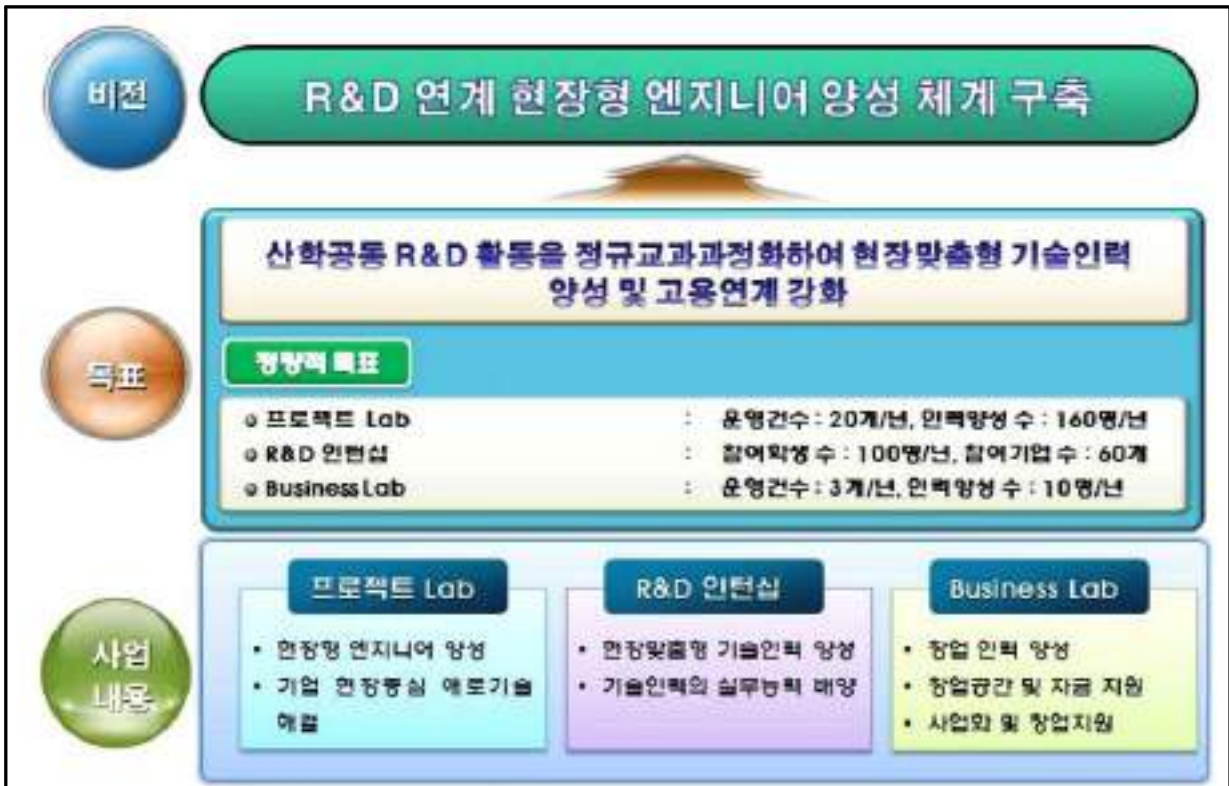 비전
R&D 연계 현장형 엔지니어 양성 체계 구축
산학공동 R&D 활동을 정규교과과정화하여 현장맞춤형 기술인력
양성 및 고용연계 강화
목표
정량적 목표
프로젝트 Lab : 운영건수 : 20개/년, 인력양성 수 : 160명/년
R&D 인턴십 : 참여학생 수 : 100명/년, 참여기업 수 : 60개
Business Lab : 운영건수 : 3개/년, 인력양성 수 : 10명/년
사업
내용
프로젝트 Lab
• 현장형 엔지니어 양성
• 기업 현장중심 애로기술
해결
R&D 인턴십
• 현장맞춤형 기술인력 양성
• 기술인력의 실무능력 배양
Business Lab
• 창업 인력 양성
• 창업공간 및 자금 지원
• 사업화 및 창업지원